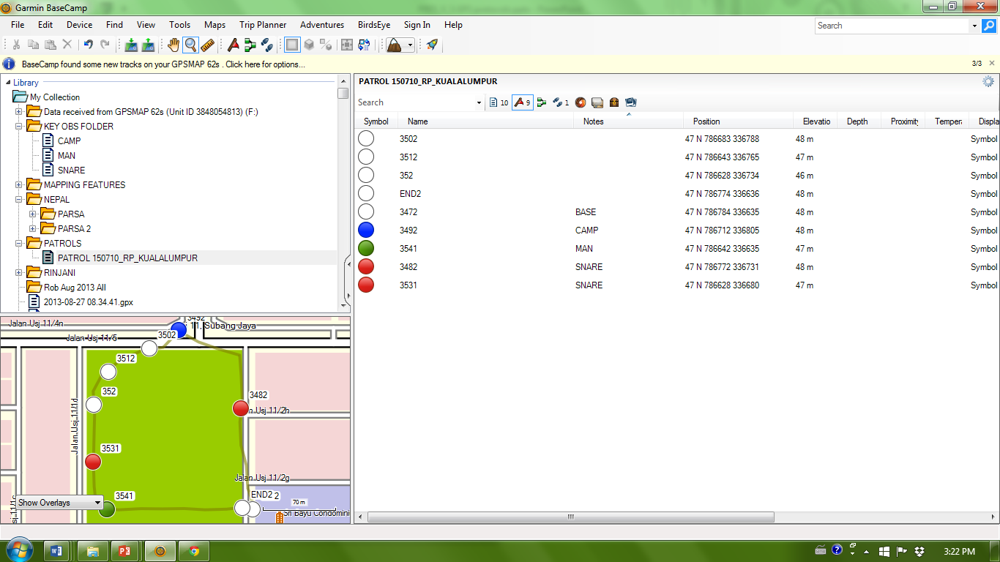 Garmin BaseCamp
File Edit Device Find View Tools Maps Trip Planner Adventures BirdsEye Sign In Help
Search
BaseCamp found some new tracks on your GPSMAP 62s . Click here for options...
3/3
Library
My Collection
Data received from GPSMAP 62s (Unit ID 3848054813) (F:)
KEY OBS FOLDER
CAMP
MAN
SNARE
MAPPING FEATURES
NEPAL
PARSA
PARSA 2
PATROLS
PATROL 150710_RP_KUALALUMPUR
RINJANI
Rob Aug 2013 All
2013-08-27 08.34.41.gpx
PATROL 150710_RP_KUALALUMPUR
Search 10 9 1
Symbol Name Notes Position Elevatio Depth Proximity Tempera Displa
3502 47 N 786683 336788 48 m Symbol
3512 47 N 786643 336765 47 m Symbol
352 47 N 786628 336734 46 m Symbol
END2 47 N 786774 336636 48 m Symbol
3472 BASE 47 N 786784 336635 48 m Symbol
3492 CAMP 47 N 786712 336805 48 m Symbol
3541 MAN 47 N 786642 336635 47 m Symbol
3482 SNARE 47 N 786772 336731 48 m Symbol
3531 SNARE 47 N 786628 336680 47 m Symbol
Jalan Usj 11/4n
3492
11, Subang Jaya
Jalan Usj 11/5
3502
3512
352
3482
n Usj 11/2h
Jalan Usj 11/1d
3531
Jalan Usj 11/2g
3541
END2 2
70 m
Sri Bayu Condomini
Show Overlays
3:22 PM